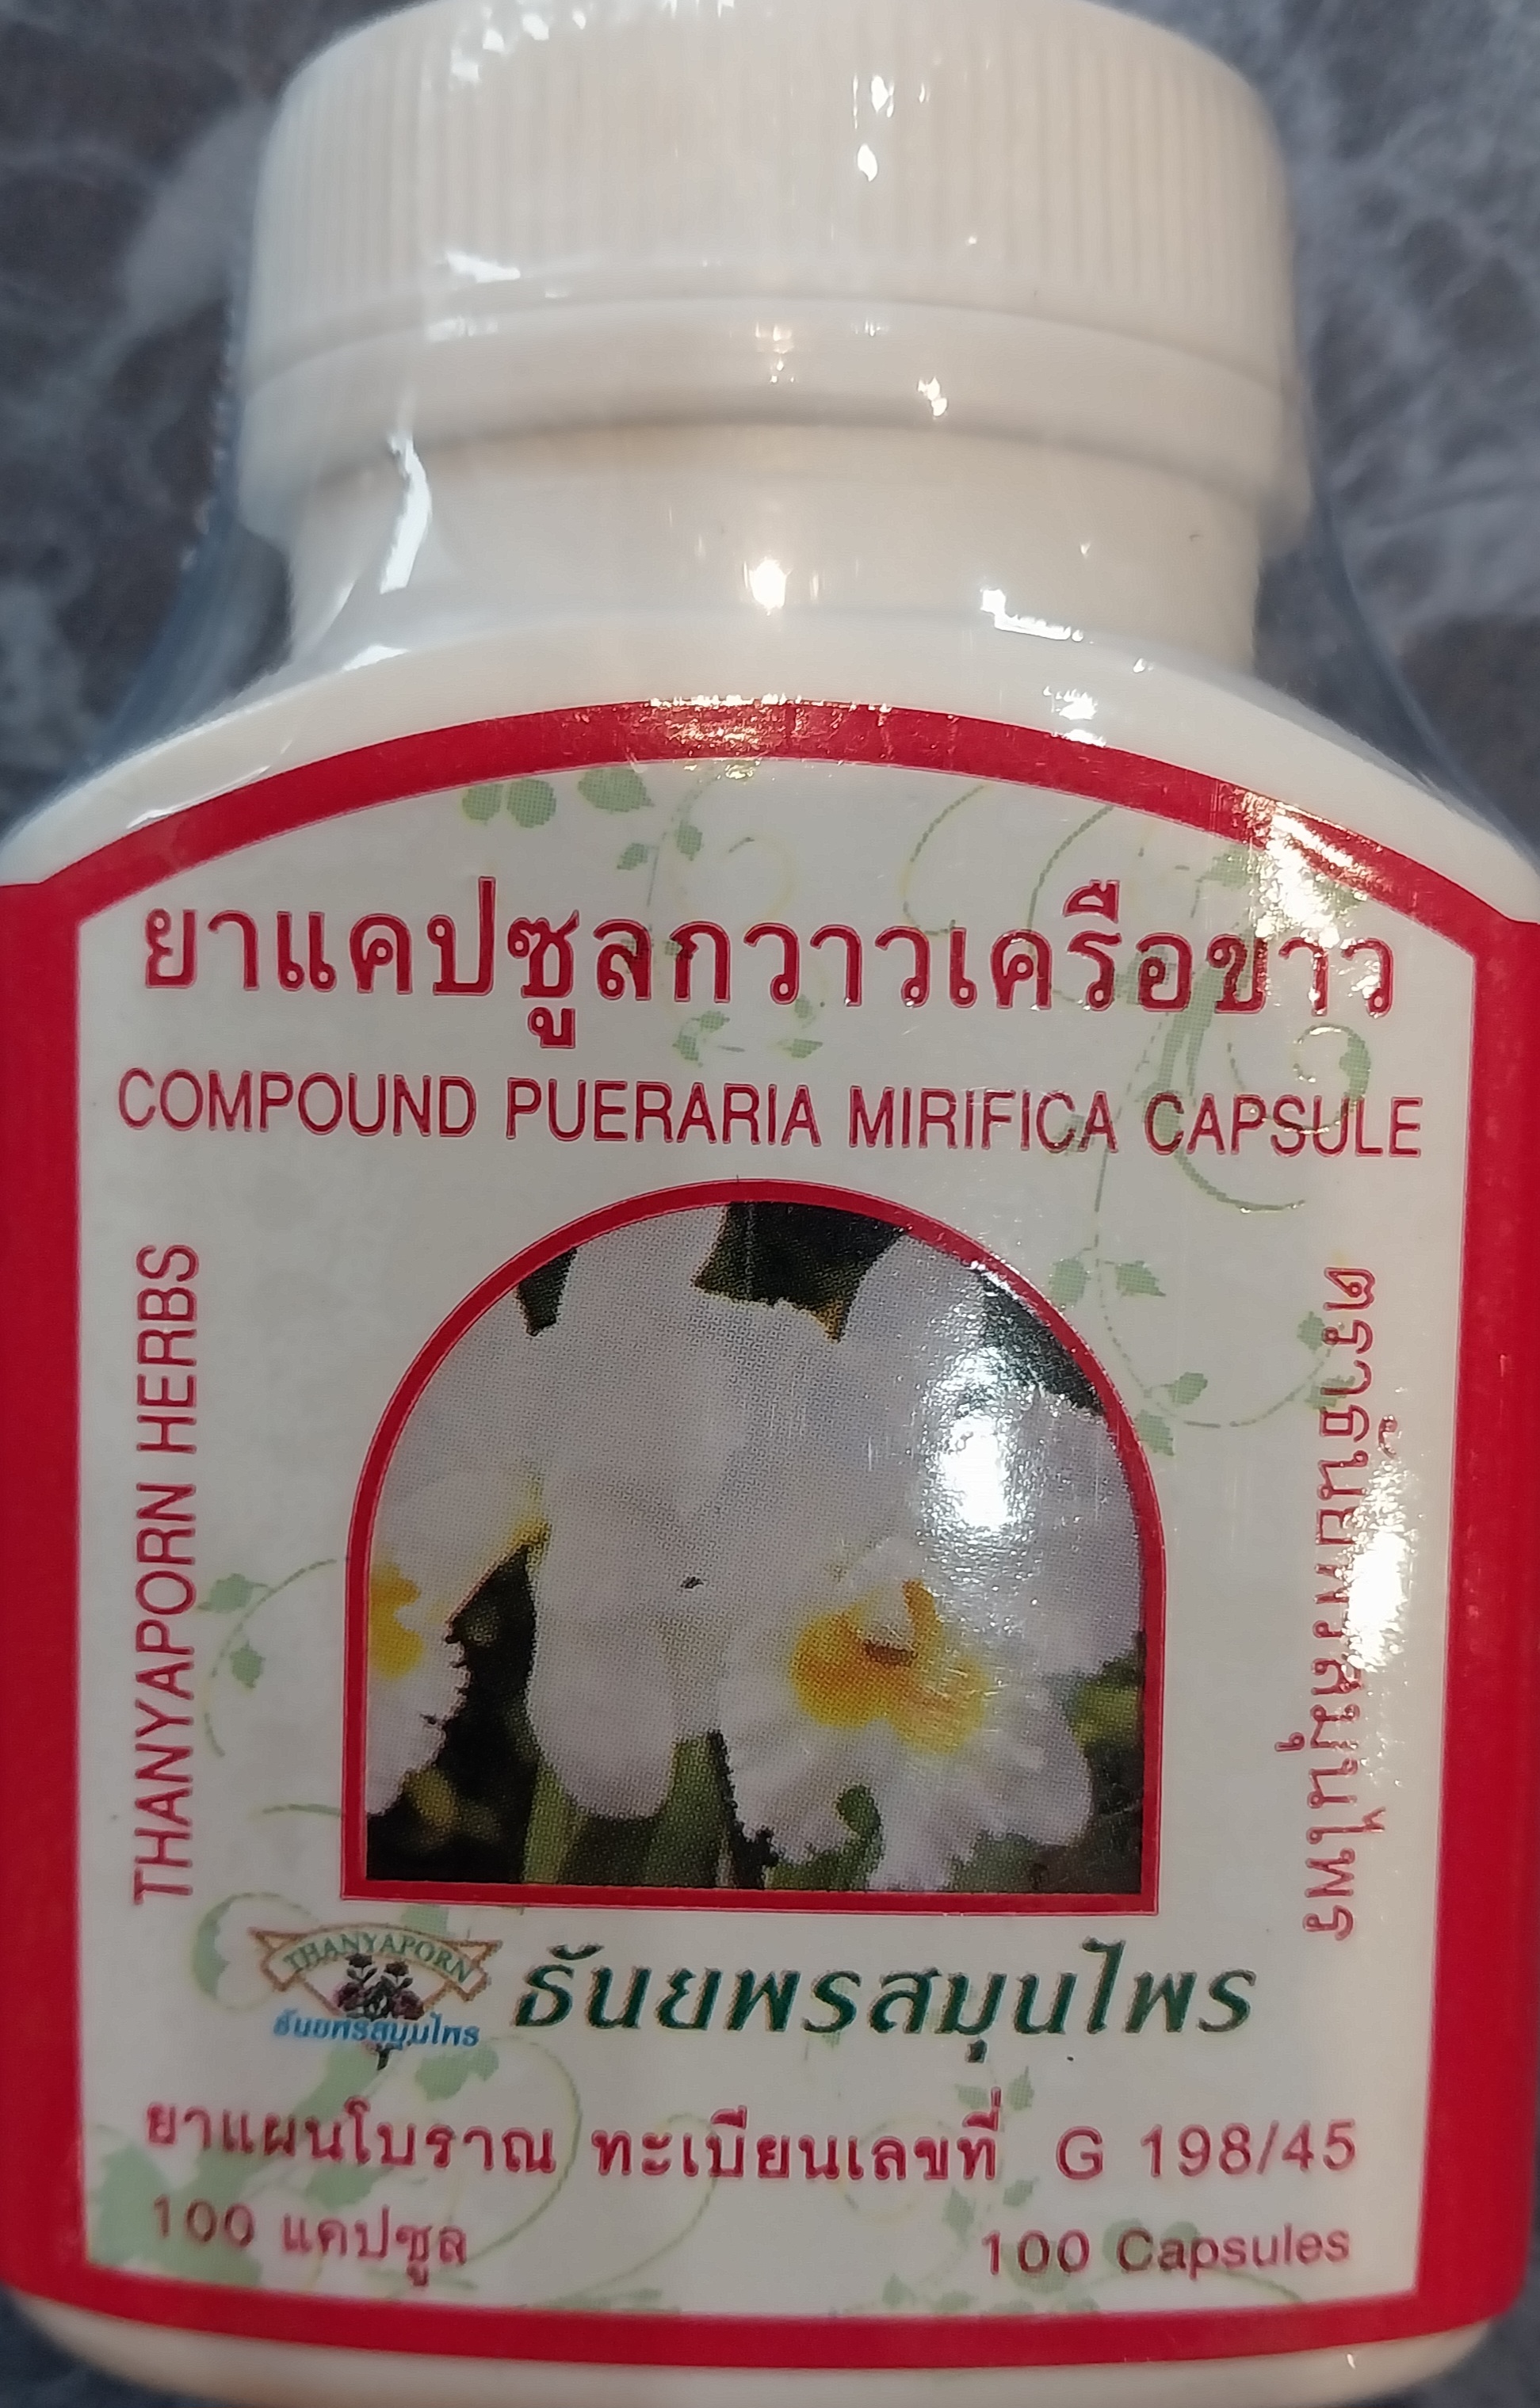 ยาแคปซูลกวาวเครือขาว
COMPOUND PUERARIA MIRIFICA CAPSULE
THANYAPORN HERBS
ตราธันยพรสมุนไพร
THANYAPORN
ธันยพรสมุนไพร
ธันยพรสมุนไพร
ยาแผนโบราณ ทะเบียนเลขที่ G 198/45
100 แคปซูล
100 Capsules